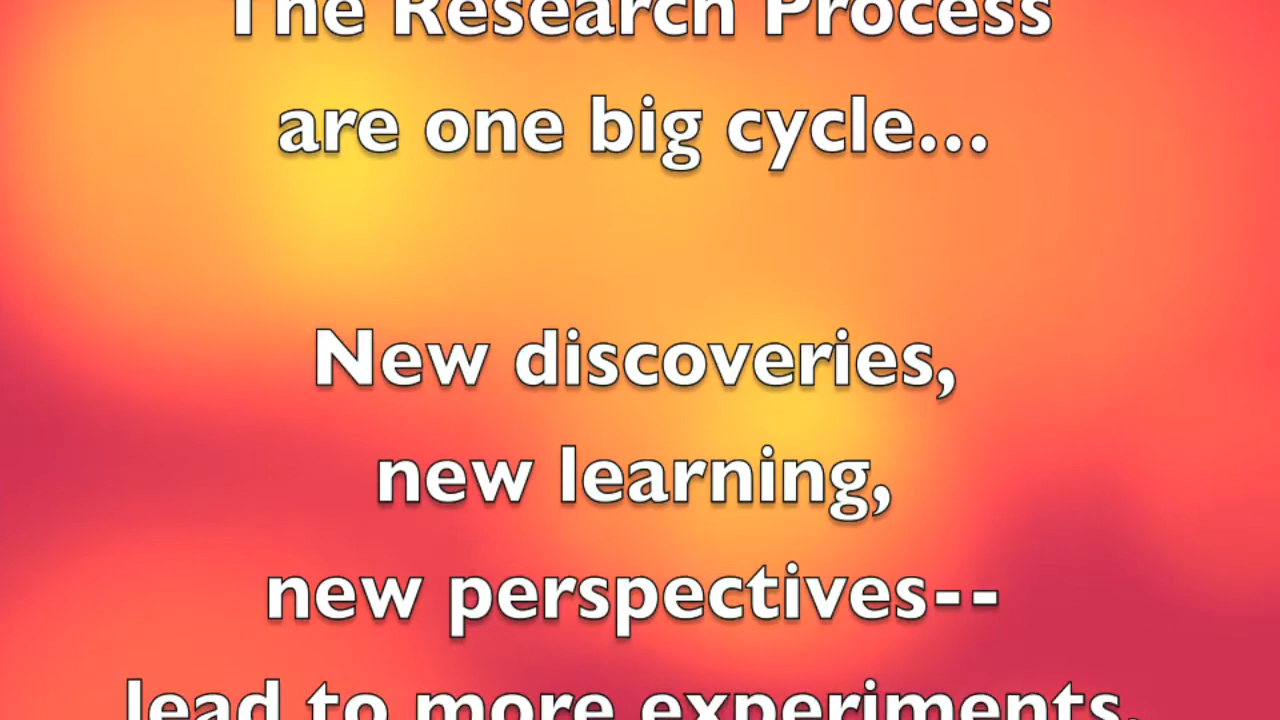 The Research Process
are one big cycle...
New discoveries,
new learning,
new perspectives--
lead to more experiments,